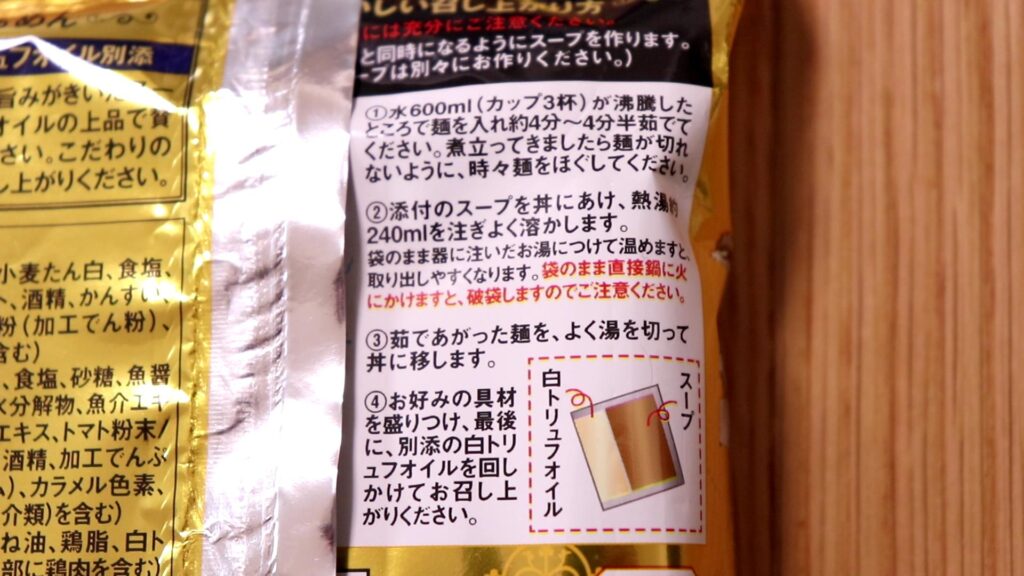 めん
ュフオイル別添
旨みがきいた
オイルの上品で贅
さい。こだわりの
し上がりください。
小麦たん白、食塩、
ト、酒精、かんすい、
粉(加工でん粉)、
含む)
、食塩、砂糖、魚醤
水分解物、魚介エキ
エキス、トマト粉末/
酒精、加工でんぷ
)、カラメル色素、
介類)を含む)
ね油、鶏脂、白ト
部に鶏肉を含む)
しい召し上がり方
には充分にご注意ください。
と同時になるようにスープを作ります。
ープは別々にお作りください。)
①水600ml(カップ3杯)が沸騰した
ところで麺を入れ約4分〜4分半茹でて
ください。煮立ってきましたら麺が切れ
ないように、時々麺をほぐしてください。
②添付のスープを丼にあけ、熱湯約
240mlを注ぎよく溶かします。
袋のまま器に注いだお湯につけて温めますと、
取り出しやすくなります。袋のまま直接鍋に火
にかけますと、破袋しますのでご注意ください。
③茹であがった麺を、よく湯を切って
丼に移します。
④お好みの具材
を盛りつけ、最後
に、別添の白トリ
ュフオイルを回し
かけてお召し上
がりください。
スープ
白トリュフオイル